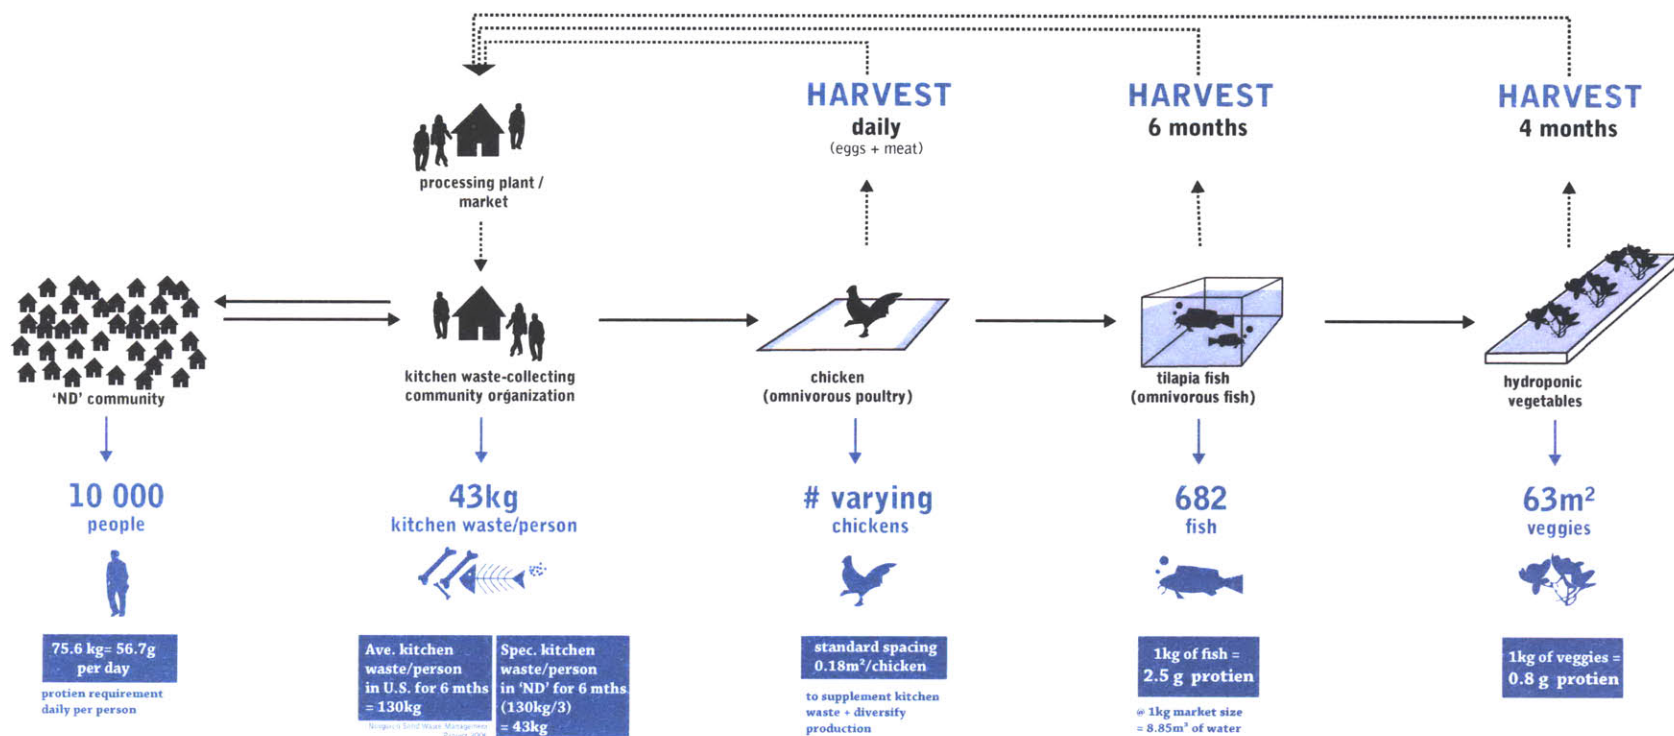 HARVEST
daily
(eggs + meat)
HARVEST
6 months
HARVEST
4 months
processing plant /
market
'ND' community
kitchen waste-collecting
community organization
chicken
(omnivorous poultry)
tilapia fish
(omnivorous fish)
hydroponic
vegetables
10 000
people
43kg
kitchen waste/person
# varying
chickens
682
fish
63m²
veggies
75.6 kg= 56.7g
per day
protien requirement
daily per person
Ave. kitchen
waste/person
in U.S. for 6 mths
= 130kg
Solid Waste Management
Spec. kitchen
waste/person
in 'ND' for 6 mths
(130kg/3)
= 43kg
standard spacing
0.18m²/chicken
to supplement kitchen
waste + diversify
production
1kg of fish =
2.5 g protien
@ 1kg market size
= 8.85m³ of water
1kg of veggies =
0.8 g protien